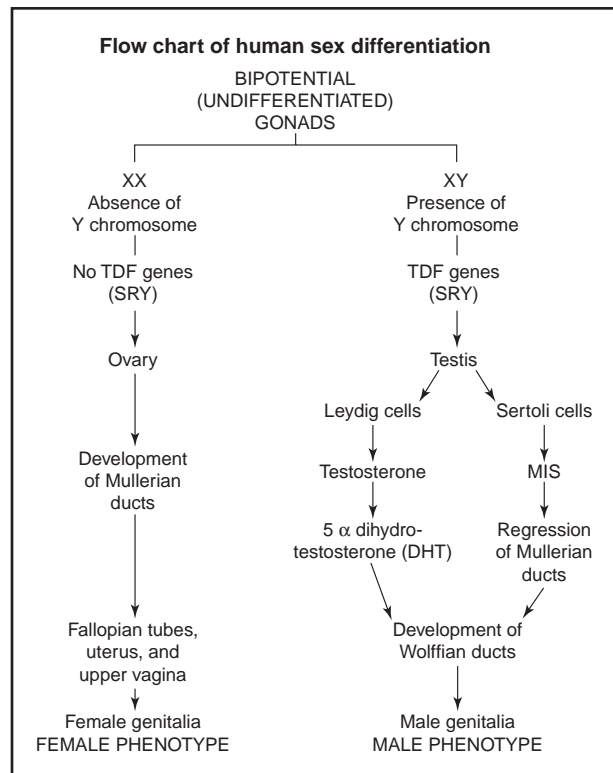 Flow chart of human sex differentiation
BIPOTENTIAL
(UNDIFFERENTIATED)
GONADS
XX
Absence of
Y chromosome
No TDF genes
(SRY)
Ovary
Development
of Mullerian
ducts
Fallopian tubes,
uterus, and
upper vagina
Female genitalia
FEMALE PHENOTYPE
XY
Presence of
Y chromosome
TDF genes
(SRY)
Testis
Leydig cells
Testosterone
5 α dihydro-
testosterone (DHT)
Sertoli cells
MIS
Regression
of Mullerian
ducts
Development of
Wolffian ducts
Male genitalia
MALE PHENOTYPE